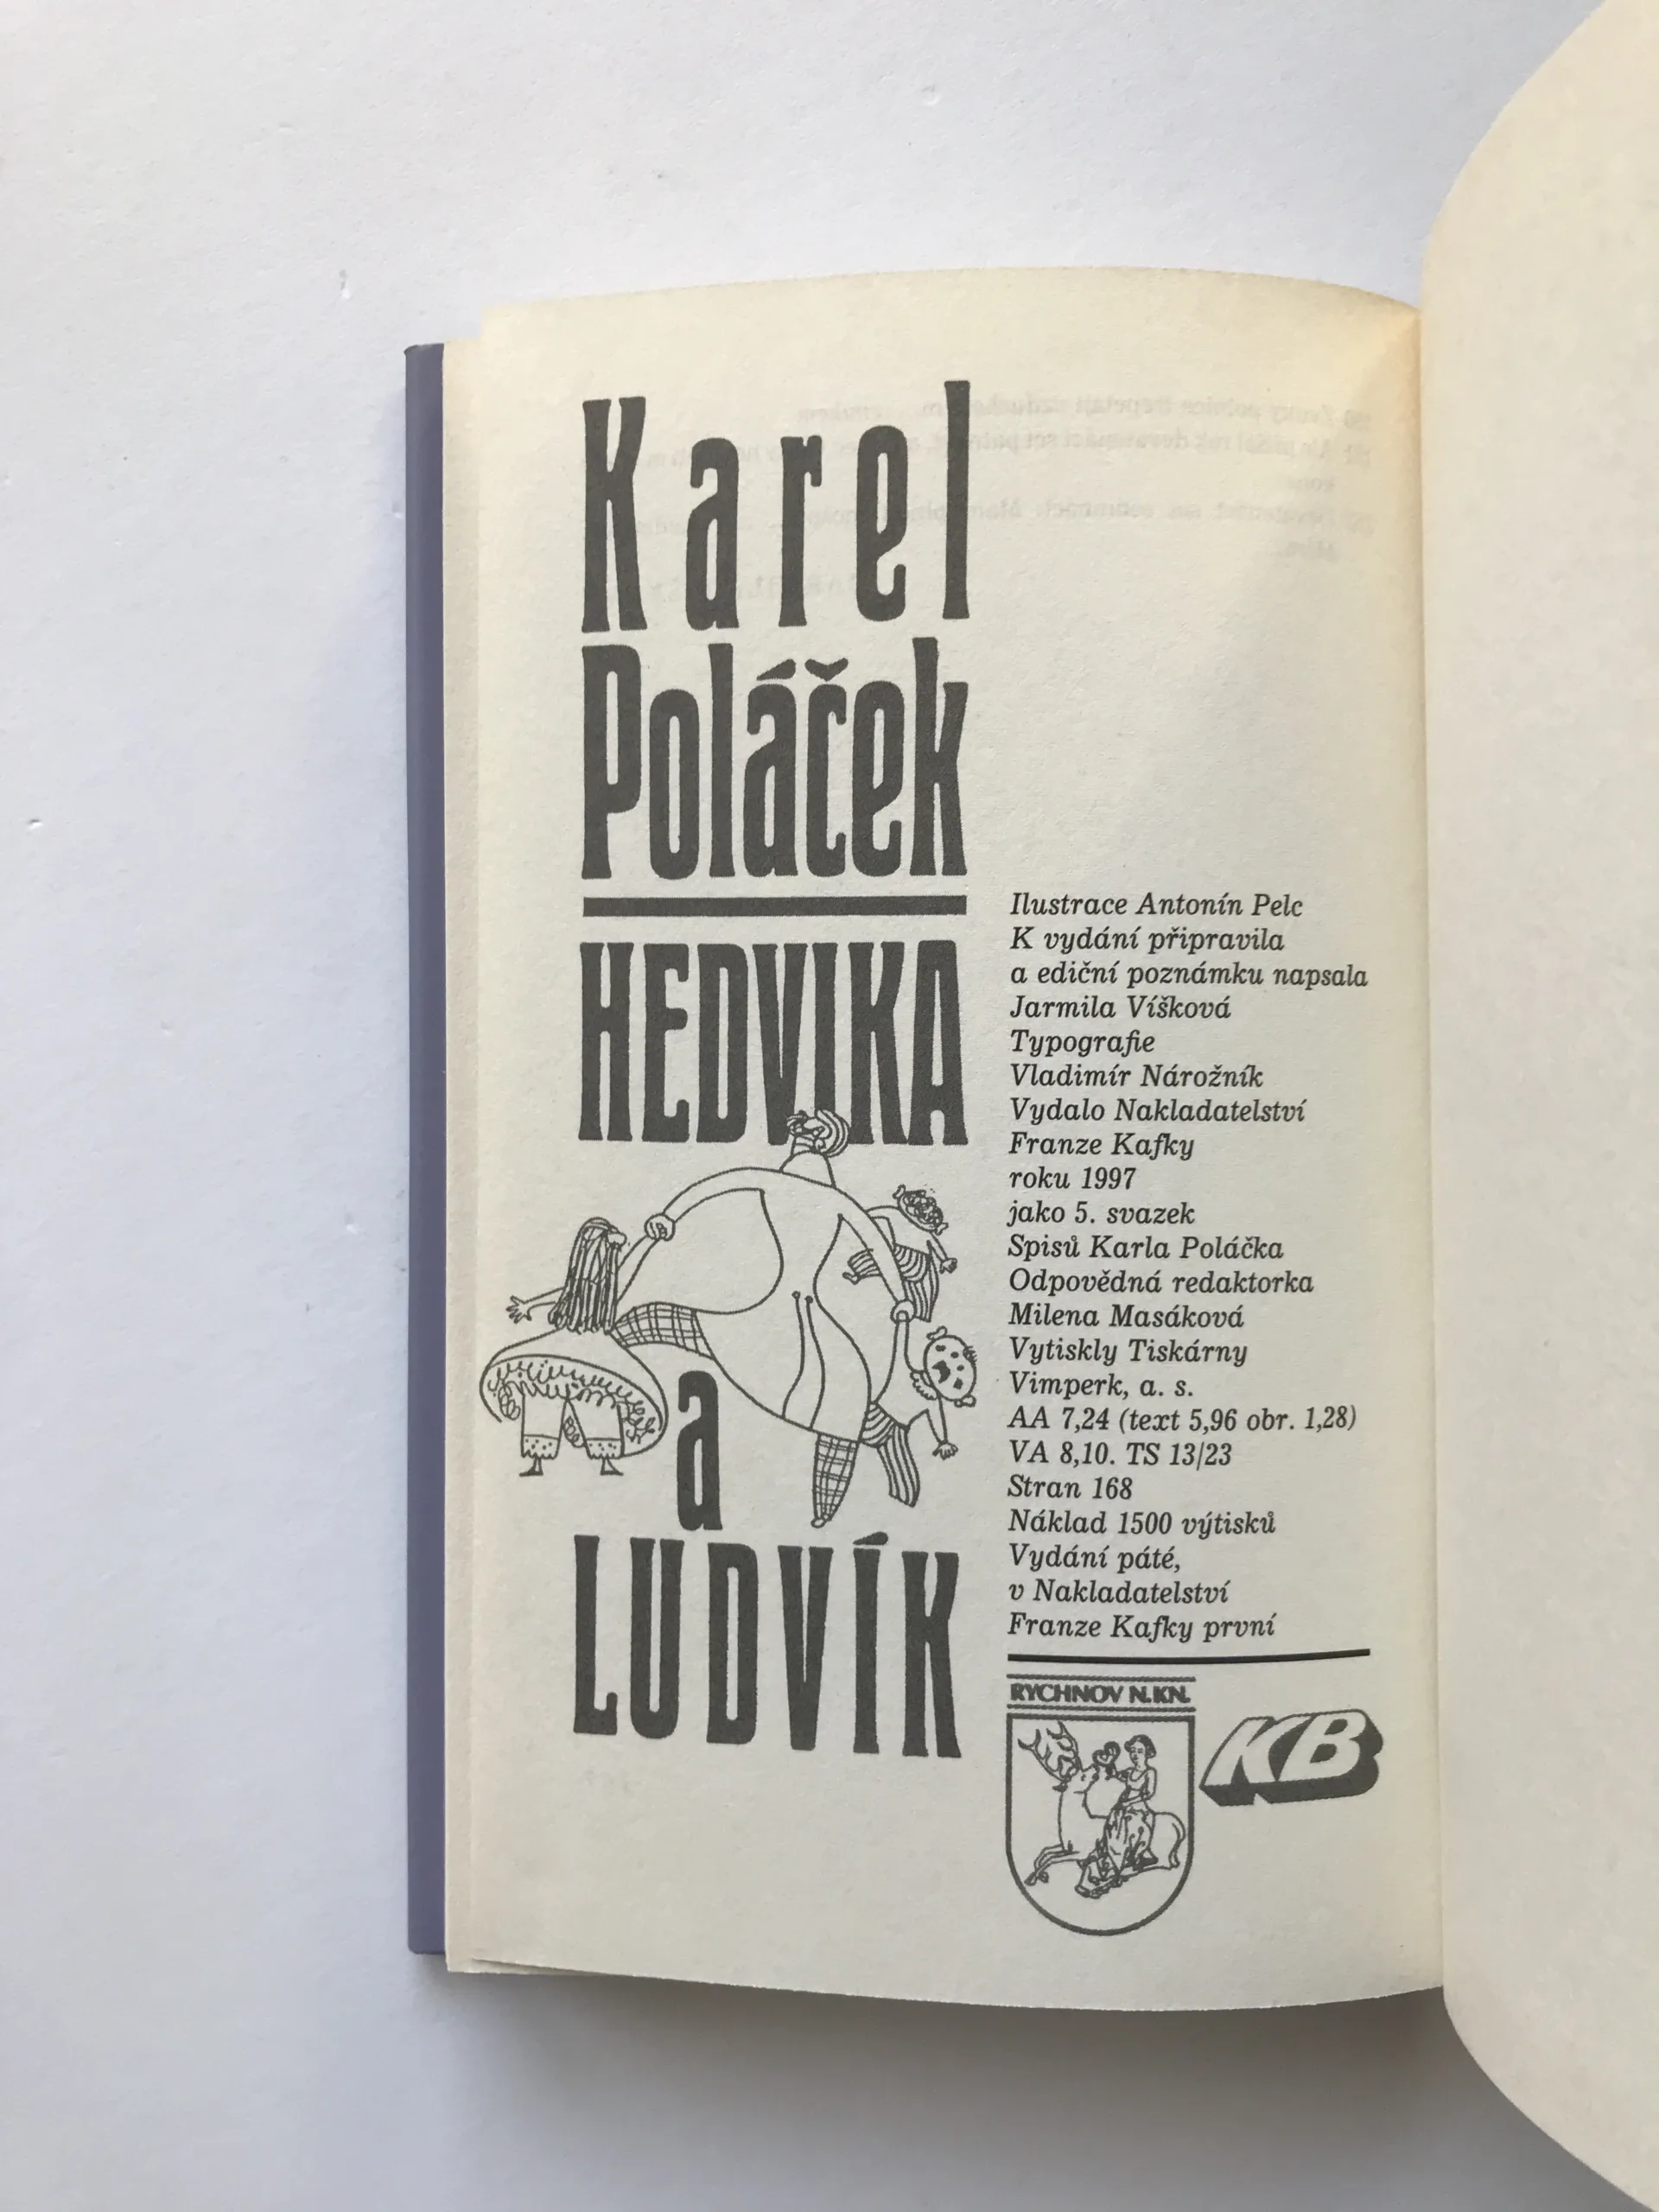 Karel
Poláček
HEDVIKA
a
LUDVÍK
Ilustrace Antonín Pelc
K vydání připravila
a ediční poznámku napsala
Jarmila Víšková
Typografie
Vladimír Nárožník
Vydalo Nakladatelství
Franze Kafky
roku 1997
jako 5. svazek
Spisů Karla Poláčka
Odpovědná redaktorka
Milena Masáková
Vytiskly Tiskárny
Vimperk, a. s.
AA 7,24 (text 5,96 obr. 1,28)
VA 8,10. TS 13/23
Stran 168
Náklad 1500 výtisků
Vydání páté,
v Nakladatelství
Franze Kafky první
RYCHNOV N.KN.
KB